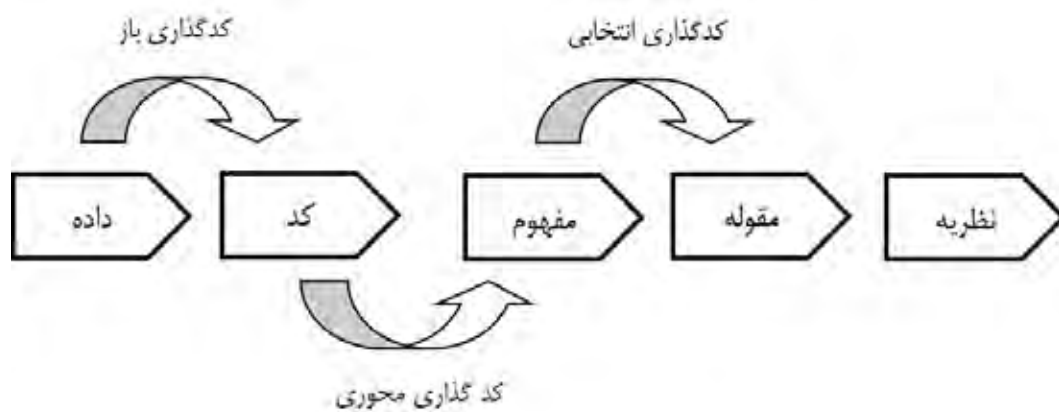 کدگذاری باز
کدگذاری انتخابی
داده
کد
مفهوم
مقوله
نظریه
کد گذاری محوری